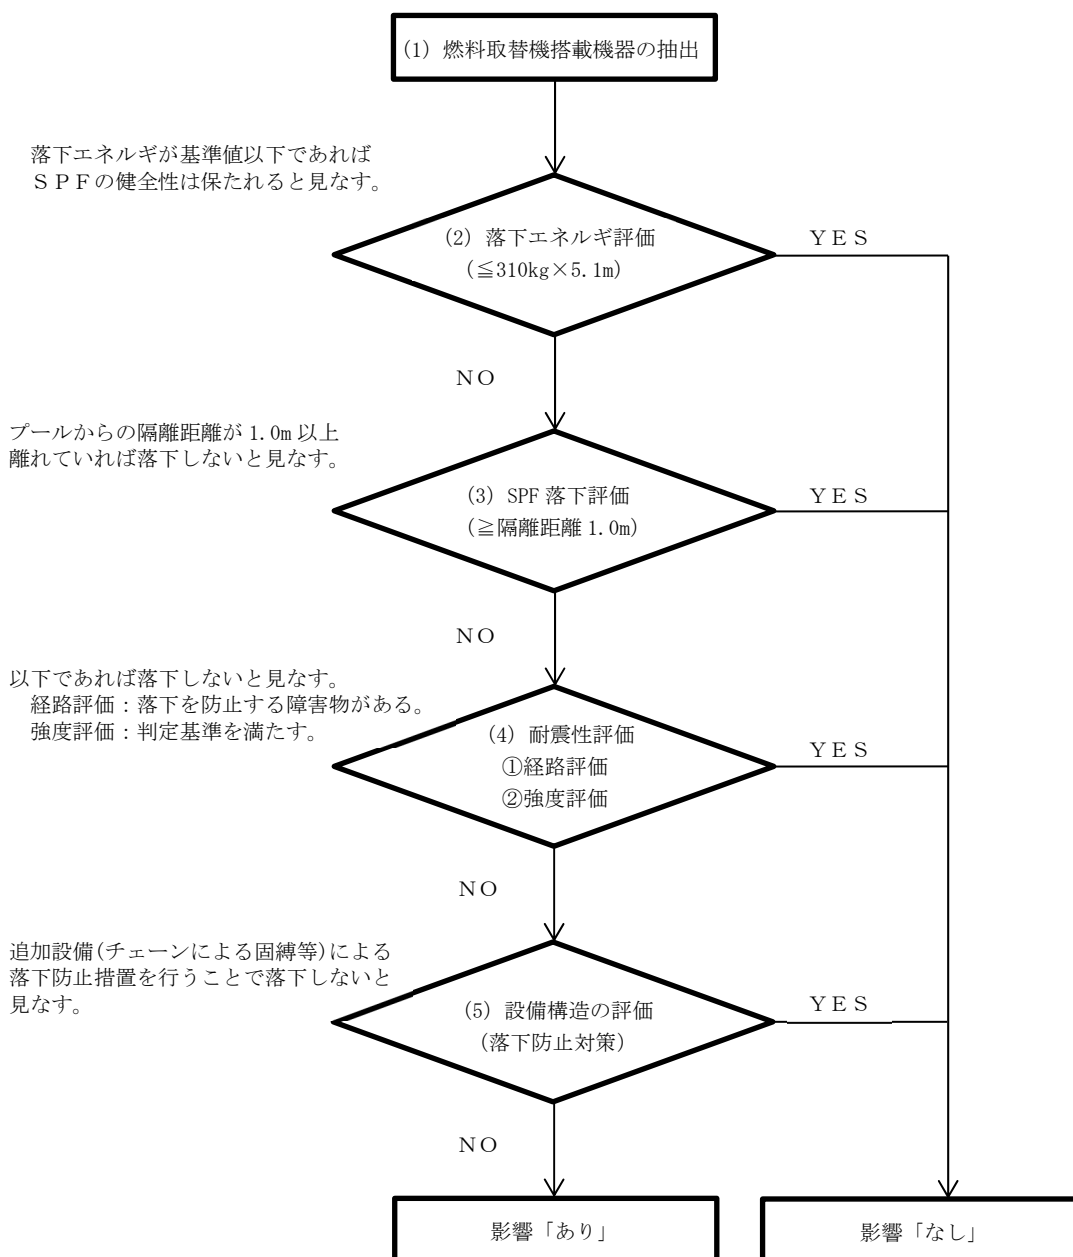 (1) 燃料取替機搭載機器の抽出
落下エネルギが基準値以下であれば
ＳＰＦの健全性は保たれると見なす。
(2) 落下エネルギ評価
(≦310kg×5.1m)
ＹＥＳ
ＮＯ
プールからの隔離距離が 1.0m 以上
離れていれば落下しないと見なす。
(3) SPF 落下評価
(≧隔離距離 1.0m)
ＹＥＳ
ＮＯ
以下であれば落下しないと見なす。
経路評価：落下を防止する障害物がある。
強度評価：判定基準を満たす。
(4) 耐震性評価
①経路評価
②強度評価
ＹＥＳ
ＮＯ
追加設備(チェーンによる固縛等)による
落下防止措置を行うことで落下しないと
見なす。
(5) 設備構造の評価
(落下防止対策)
ＹＥＳ
ＮＯ
影響「あり」
影響「なし」